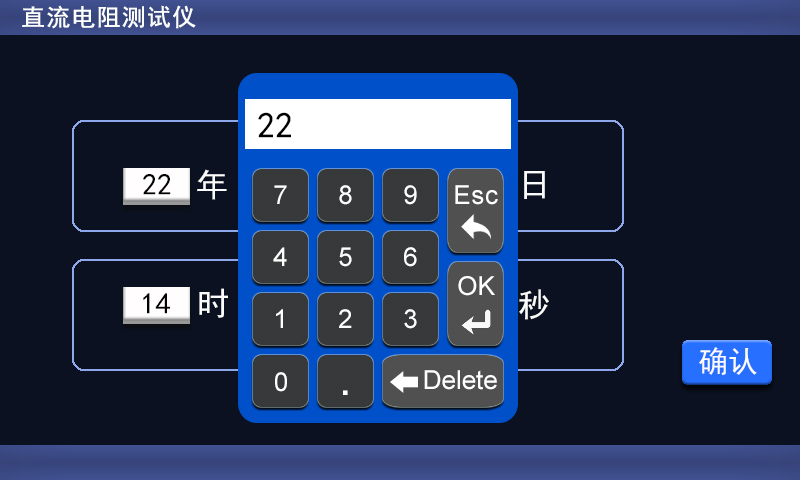 直流电阻测试仪
22
22 年 日
7 8 9 Esc
4 5 6
OK
14 时 秒
1 2 3
确认
0 . Delete